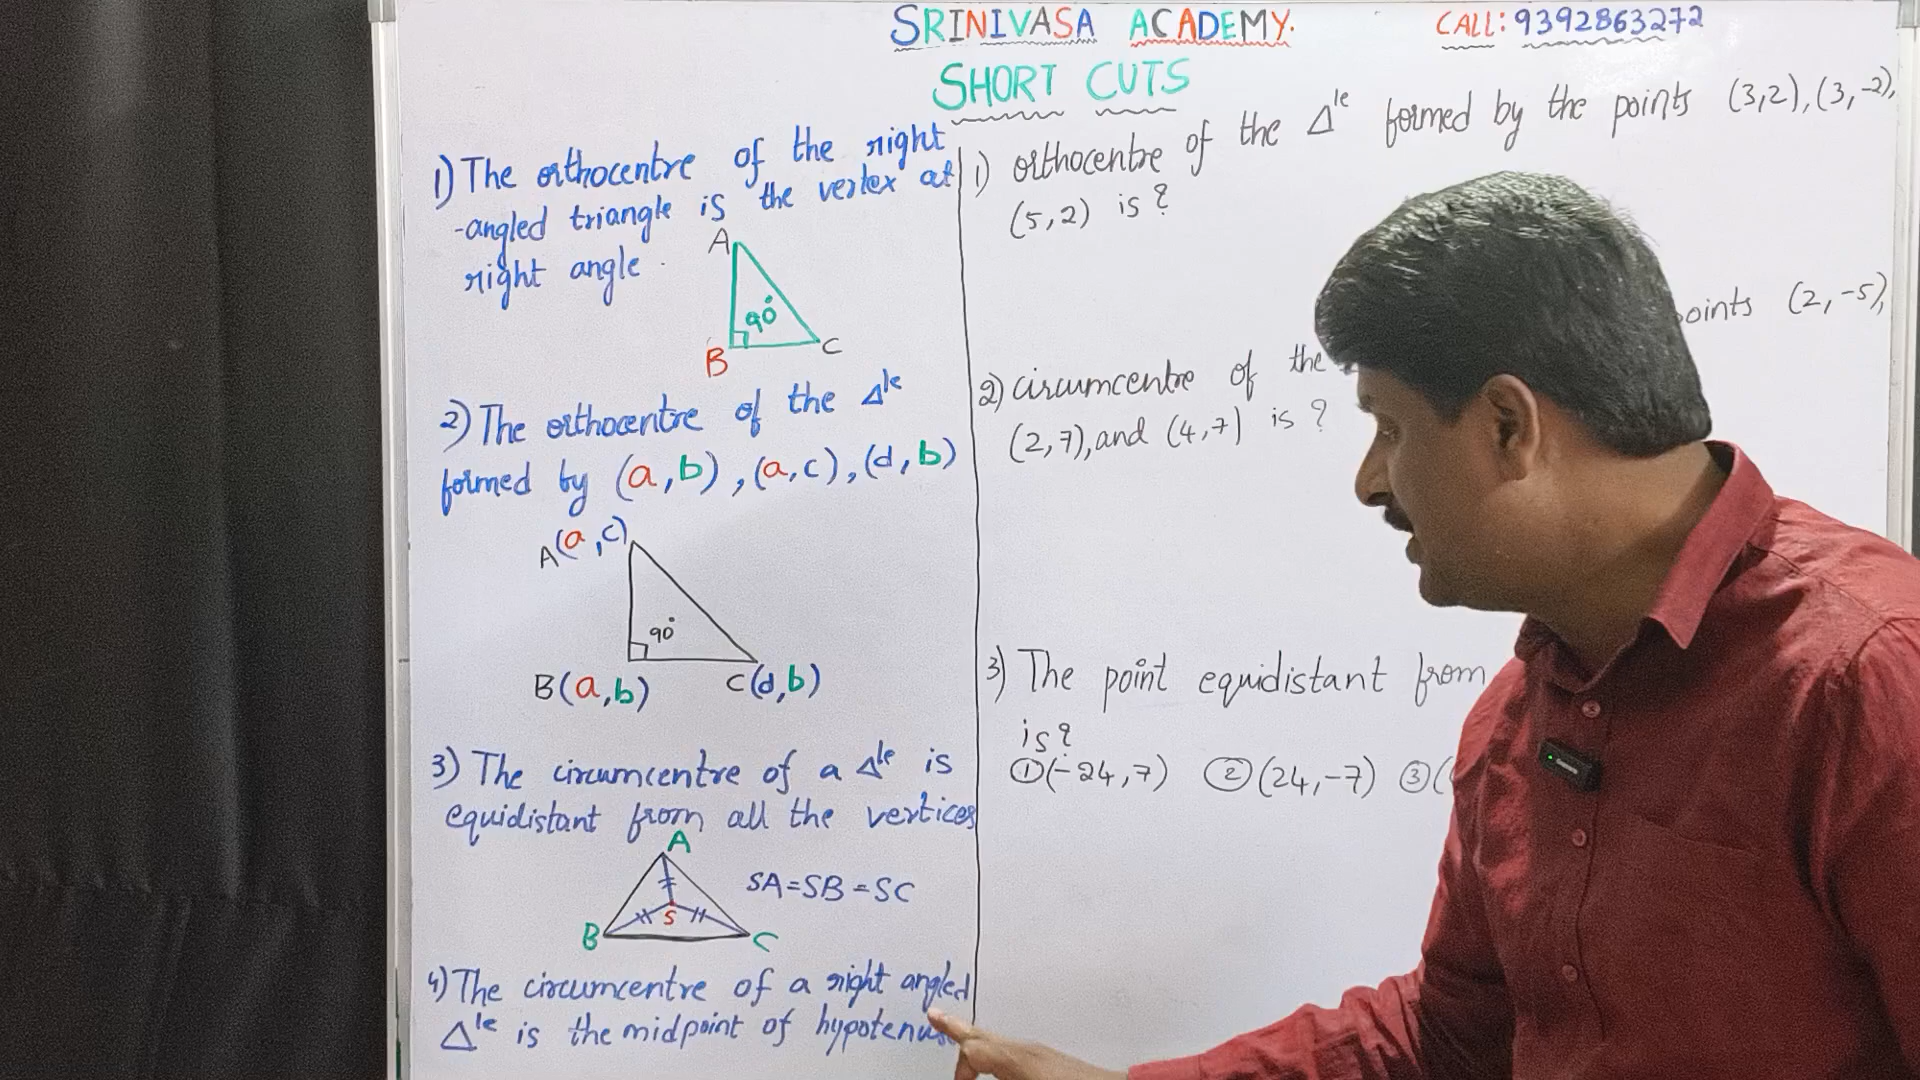 SRINIVASA ACADEMY.
CALL: 9392863272
SHORT CUTS
1) The orthocentre of the right
-angled triangle is the vertex at
right angle.
A
90°
B
C
2) The orthocentre of the Δle
formed by (a,b), (a,c), (d,b)
A(a,c)
90°
B(a,b) C(d,b)
3) The circumcentre of a Δle is
equidistant from all the vertices
A
SA=SB=SC
S
B
C
4) The circumcentre of a right angled
Δle is the midpoint of hypotenus
1) orthocentre of the Δle formed by the points (3,2),(3,-2),
(5,2) is?
2) circumcentre of the oints (2,-5),
(2,7), and (4,7) is?
3) The point equidistant from
is?
①(-24,7) ②(24,-7) ③(